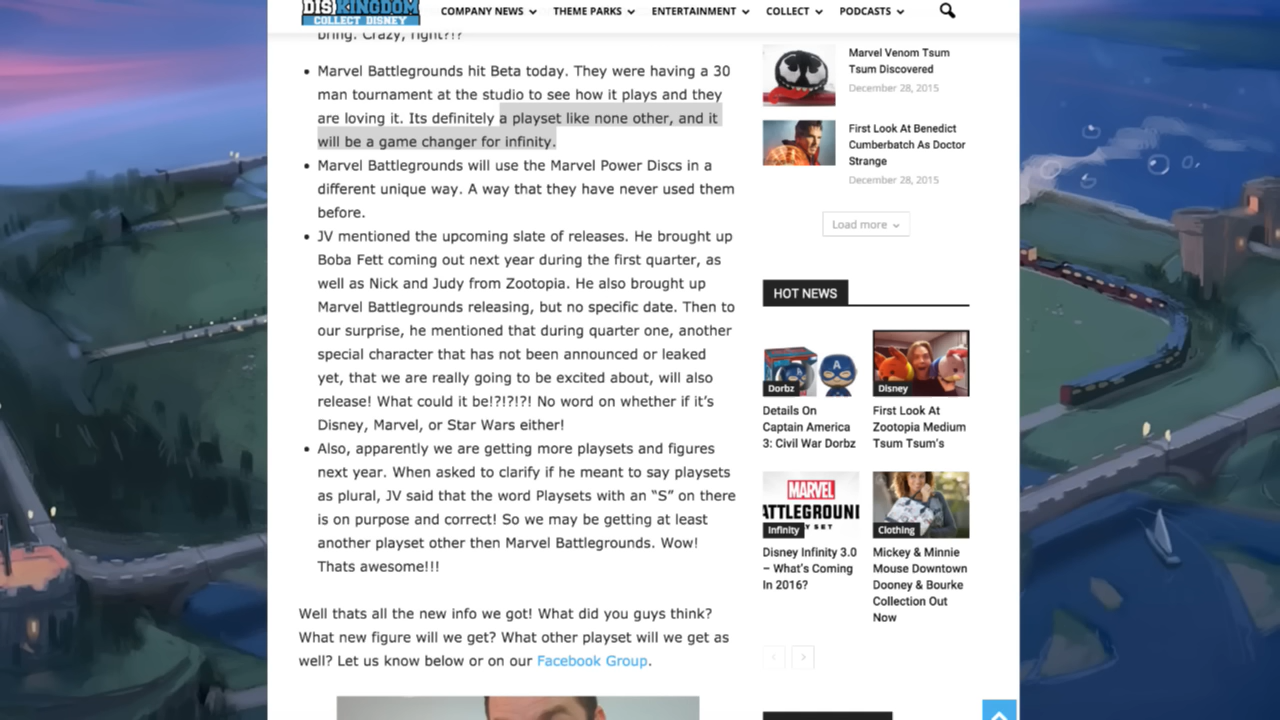 DISKINGDOM
COLLECT DISNEY
COMPANY NEWS
THEME PARKS
ENTERTAINMENT
COLLECT
PODCASTS
bring. Crazy, right?!?
• Marvel Battlegrounds hit Beta today. They were having a 30
man tournament at the studio to see how it plays and they
are loving it. Its definitely a playset like none other, and it
will be a game changer for infinity.
• Marvel Battlegrounds will use the Marvel Power Discs in a
different unique way. A way that they have never used them
before.
• JV mentioned the upcoming slate of releases. He brought up
Boba Fett coming out next year during the first quarter, as
well as Nick and Judy from Zootopia. He also brought up
Marvel Battlegrounds releasing, but no specific date. Then to
our surprise, he mentioned that during quarter one, another
special character that has not been announced or leaked
yet, that we are really going to be excited about, will also
release! What could it be!?!?!?! No word on whether if it's
Disney, Marvel, or Star Wars either!
• Also, apparently we are getting more playsets and figures
next year. When asked to clarify if he meant to say playsets
as plural, JV said that the word Playsets with an “S” on there
is on purpose and correct! So we may be getting at least
another playset other then Marvel Battlegrounds. Wow!
Thats awesome!!!
Well thats all the new info we got! What did you guys think?
What new figure will we get? What other playset will we get as
well? Let us know below or on our Facebook Group.
Marvel Venom Tsum
Tsum Discovered
December 28, 2015
First Look At Benedict
Cumberbatch As Doctor
Strange
December 28, 2015
Load more
HOT NEWS
Dorbz
Details On
Captain America
3: Civil War Dorbz
Disney
First Look At
Zootopia Medium
Tsum Tsum's
MARVEL
ATTLEGROUN
Y SET
Infinity
Disney Infinity 3.0
– What's Coming
In 2016?
Clothing
Mickey & Minnie
Mouse Downtown
Dooney & Bourke
Collection Out
Now